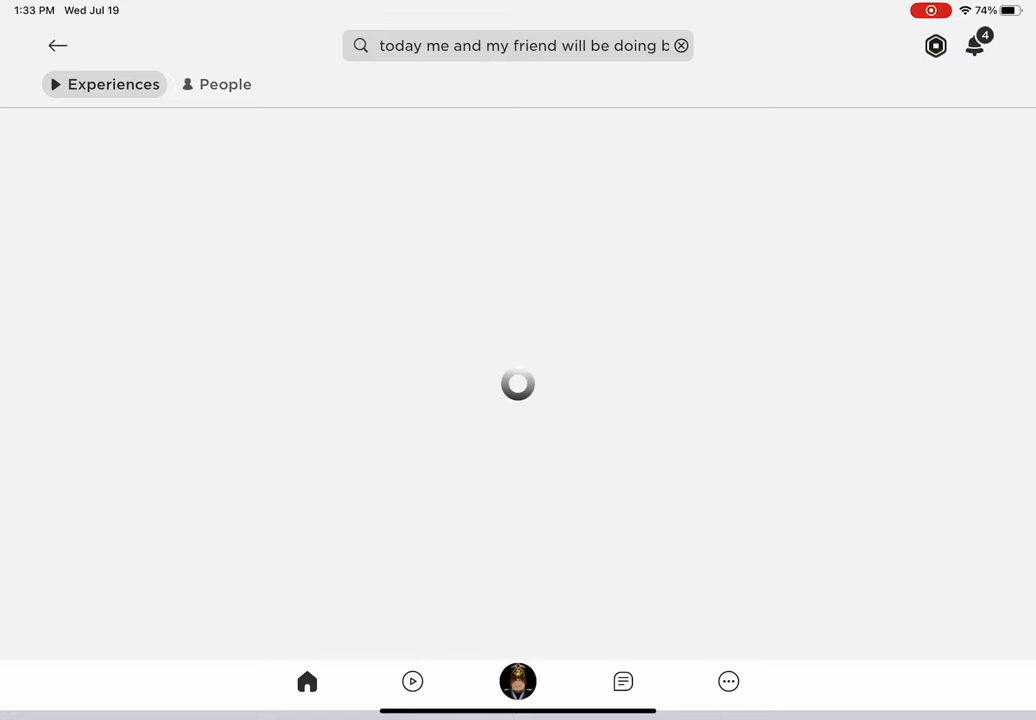 1:33 PM Wed Jul 19
74%
today me and my friend will be doing b
4
Experiences
People